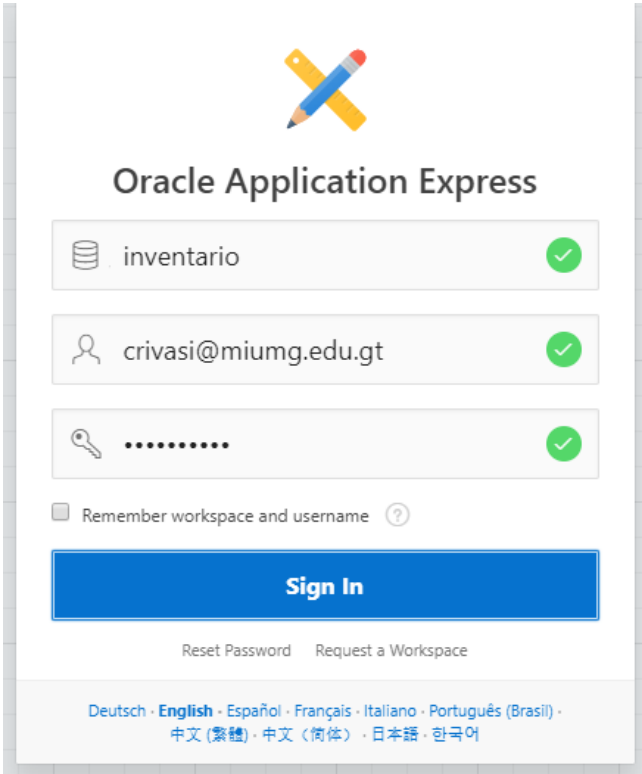 Oracle Application Express
inventario
crivasi@miumg.edu.gt
••••••••••
Remember workspace and username ?
Sign In
Reset Password Request a Workspace
Deutsch · English · Español · Français · Italiano · Português (Brasil) ·
中文 (繁體) · 中文（简体） · 日本語 · 한국어